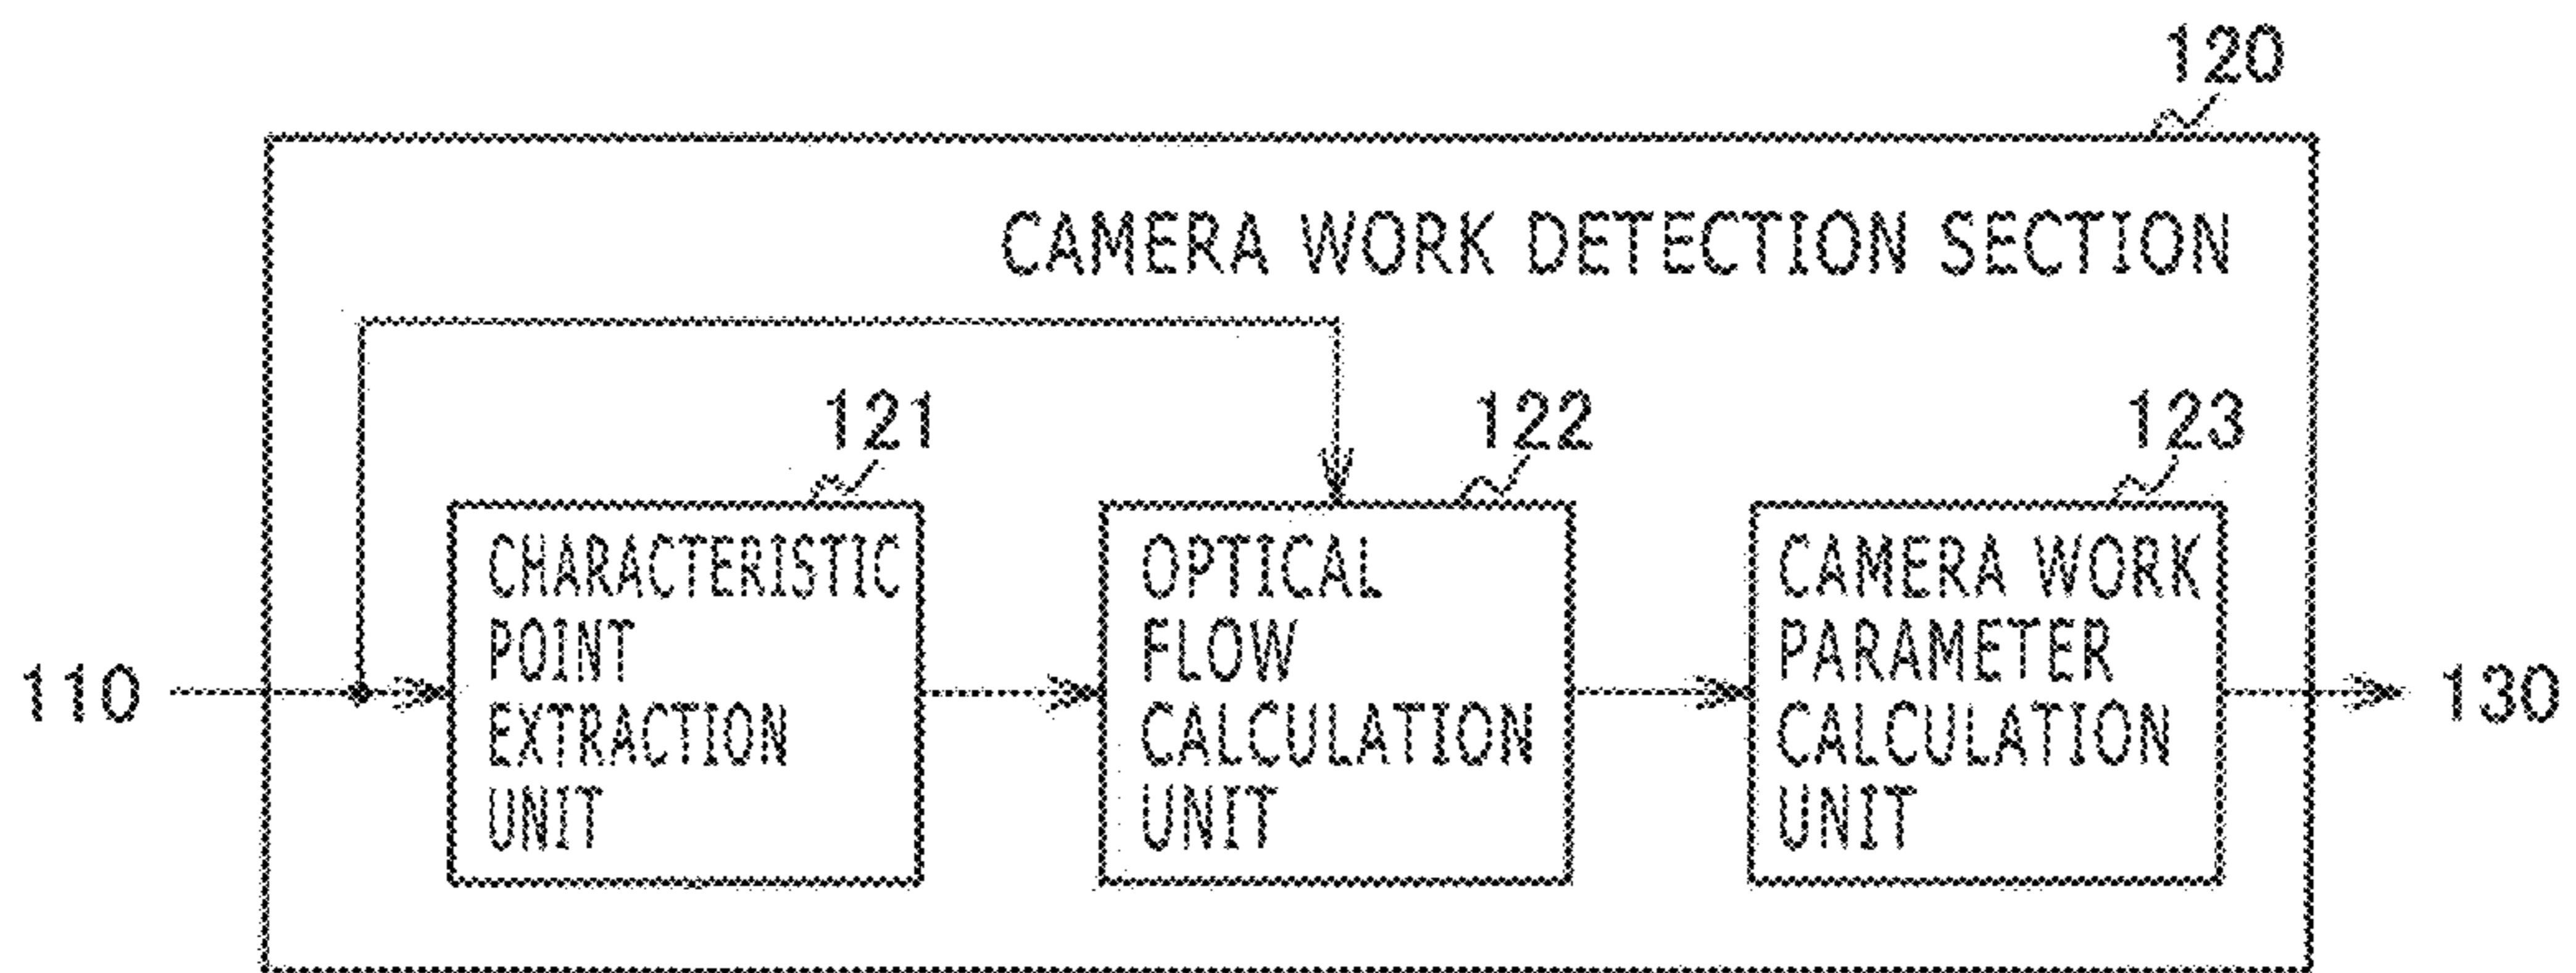 120
CAMERA WORK DETECTION SECTION
121
122
123
CHARACTERISTIC
POINT
EXTRACTION
UNIT
OPTICAL
FLOW
CALCULATION
UNIT
CAMERA WORK
PARAMETER
CALCULATION
UNIT
110
130